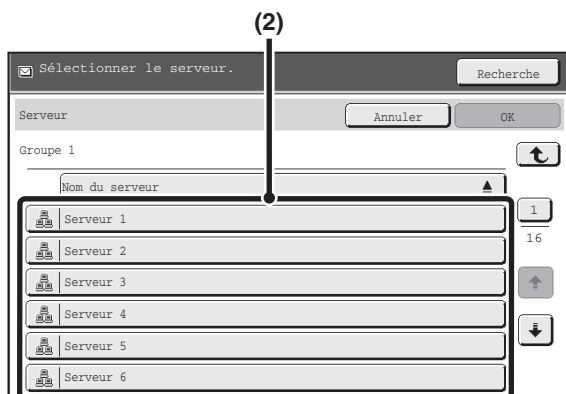 (2)
Sélectionner le serveur.
Recherche
Serveur
Annuler
OK
Groupe 1
Nom du serveur
1
16
Serveur 1
Serveur 2
Serveur 3
Serveur 4
Serveur 5
Serveur 6